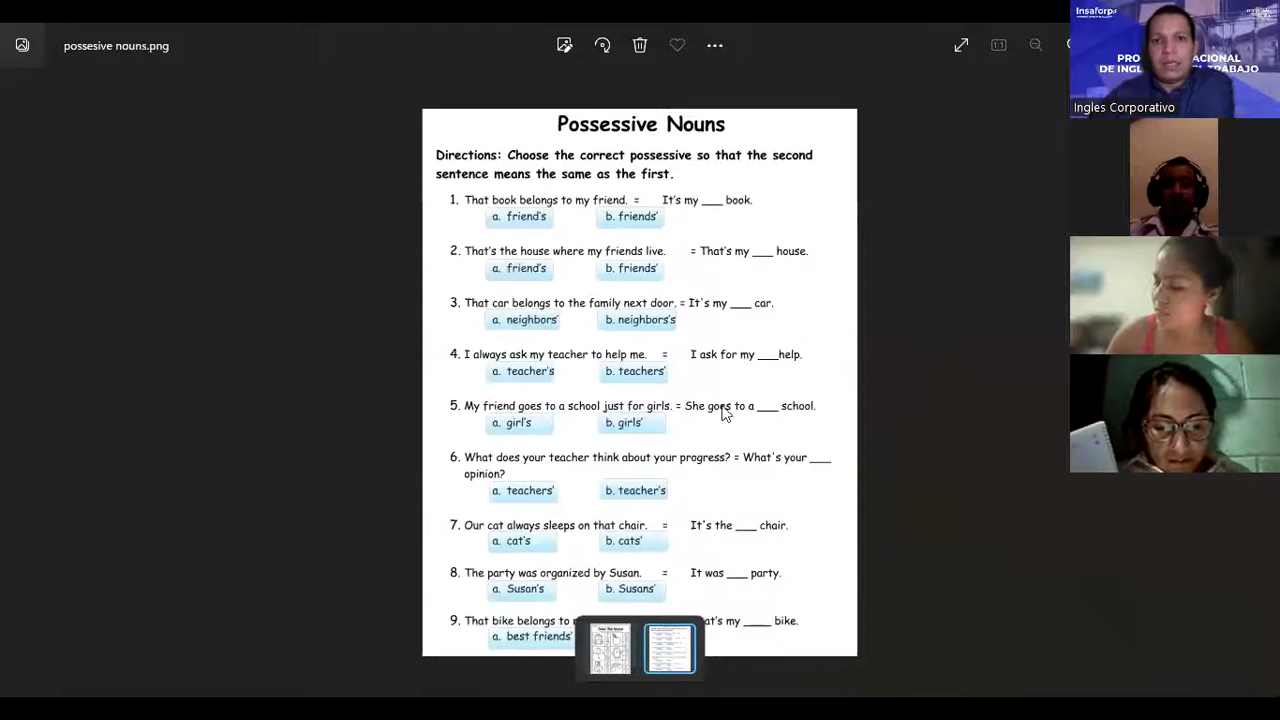 possesive nouns.png
Insaforp
PRO ACIONAL
DE INGL EL TRABAJO
Ingles Corporativo
Possessive Nouns
Directions: Choose the correct possessive so that the second
sentence means the same as the first.
1. That book belongs to my friend. = It's my ___ book.
a. friend's b. friends'
2. That's the house where my friends live. = That's my ___ house.
a. friend's b. friends'
3. That car belongs to the family next door. = It's my ___ car.
a. neighbors' b. neighbors's
4. I always ask my teacher to help me. = I ask for my ___help.
a. teacher's b. teachers'
5. My friend goes to a school just for girls. = She goes to a ___ school.
a. girl's b. girls'
6. What does your teacher think about your progress? = What's your ___
opinion?
a. teachers' b. teacher's
7. Our cat always sleeps on that chair. = It's the ___ chair.
a. cat's b. cats'
8. The party was organized by Susan. = It was ___ party.
a. Susan's b. Susans'
9. That bike belongs to my ____ bike.
a. best friends'